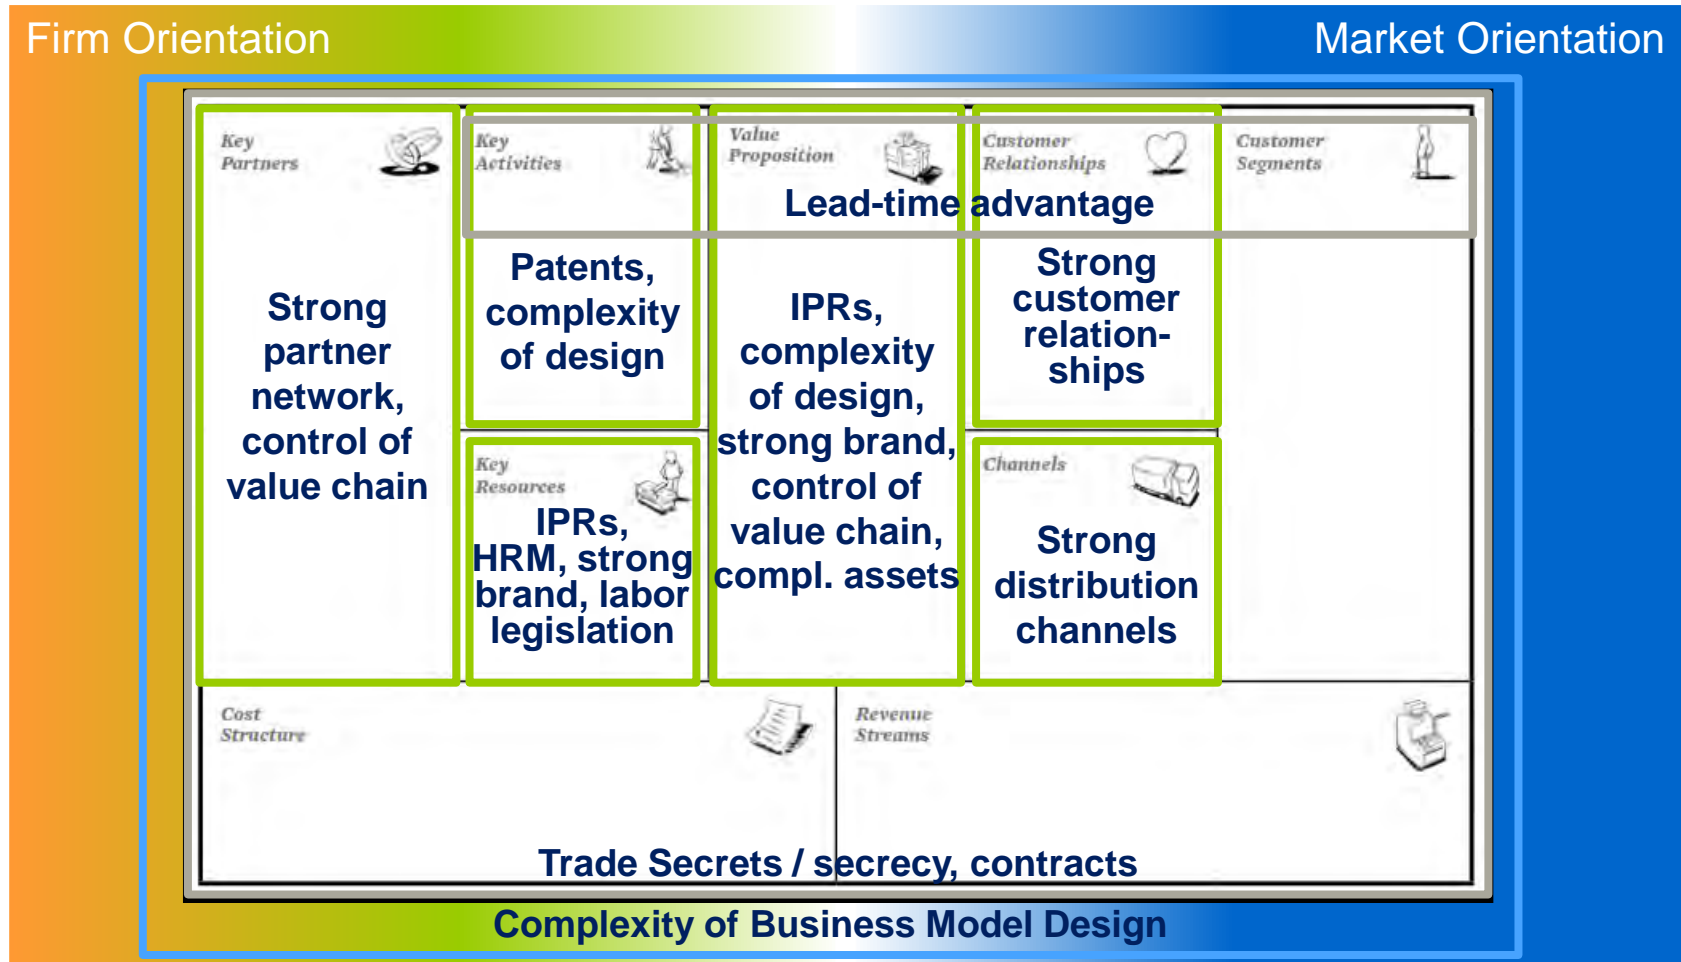 Firm Orientation
Market Orientation
Key
Partners
Strong
partner
network,
control of
value chain
Key
Activities
Patents,
complexity
of design
Key
Resources
IPRs,
HRM, strong
brand, labor
legislation
Value
Proposition
Lead-time advantage
IPRs,
complexity
of design,
strong brand,
control of
value chain,
compl. assets
Customer
Relationships
Strong
customer
relation-
ships
Channels
Strong
distribution
channels
Customer
Segments
Cost
Structure
Revenue
Streams
Trade Secrets / secrecy, contracts
Complexity of Business Model Design